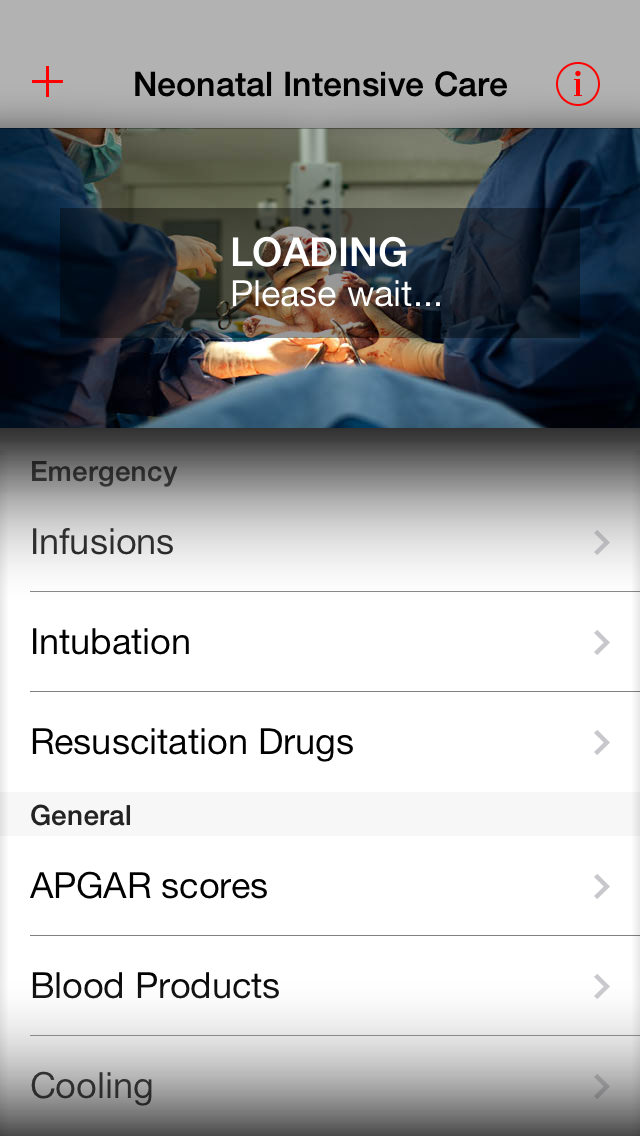 Neonatal Intensive Care
LOADING
Please wait...
Emergency
Infusions
Intubation
Resuscitation Drugs
General
APGAR scores
Blood Products
Cooling